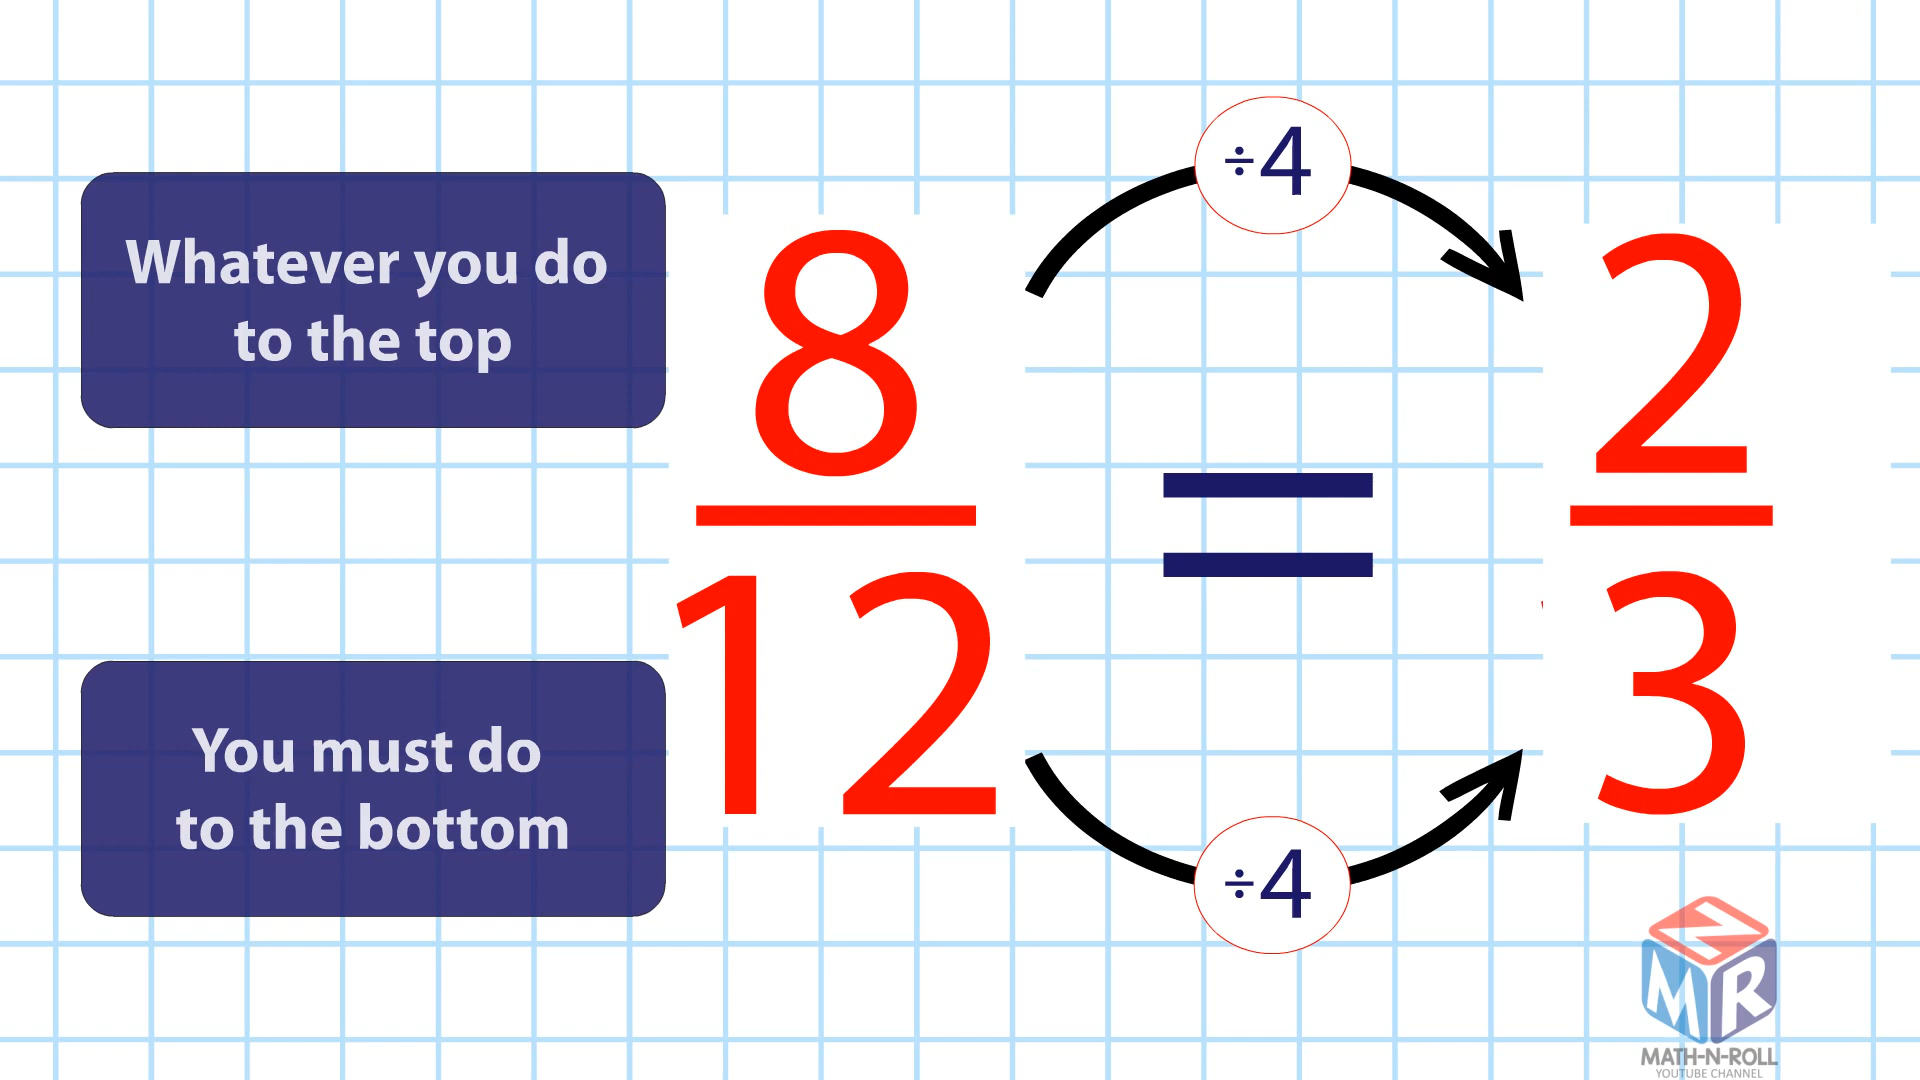 Whatever you do
to the top
÷4
8
2
=
12
3
You must do
to the bottom
÷4
MNR
MATH-N-ROLL
YOUTUBE CHANNEL